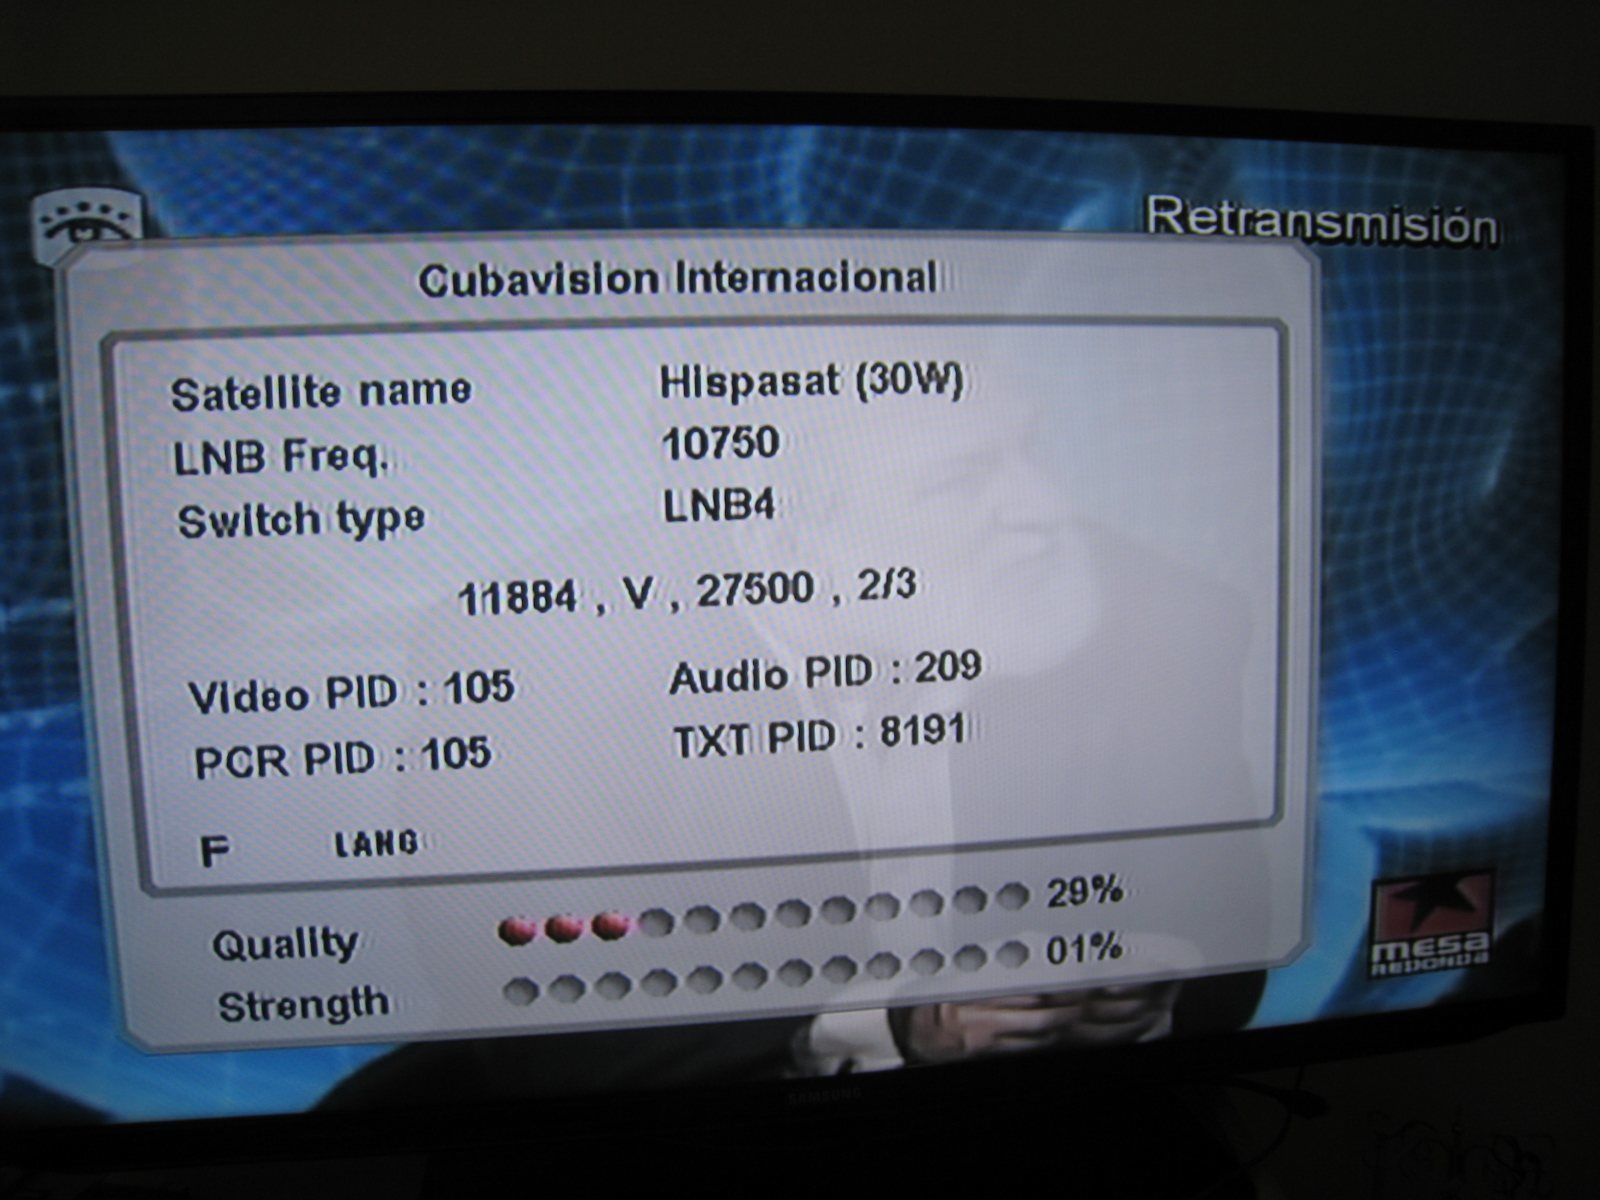 Retransmisión
Cubavision Internacional
Satellite name Hispasat (30W)
LNB Freq. 10750
Switch type LNB4
11884 , V , 27500 , 2/3
Video PID : 105 Audio PID : 209
PCR PID : 105 TXT PID : 8191
F LANG
Quality 29%
Strength 01%
mesa
REDONDA
SAMSUNG